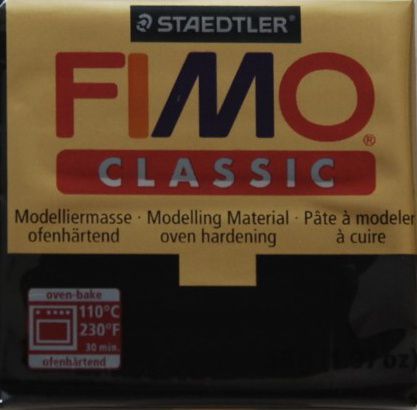 STAEDTLER
FIMO®
CLASSIC
Modelliermasse · Modelling Material · Pâte à modeler
ofenhärtend oven hardening à cuire
oven-bake
110°C
230°F
30 min.
ofenhärtend
oz)